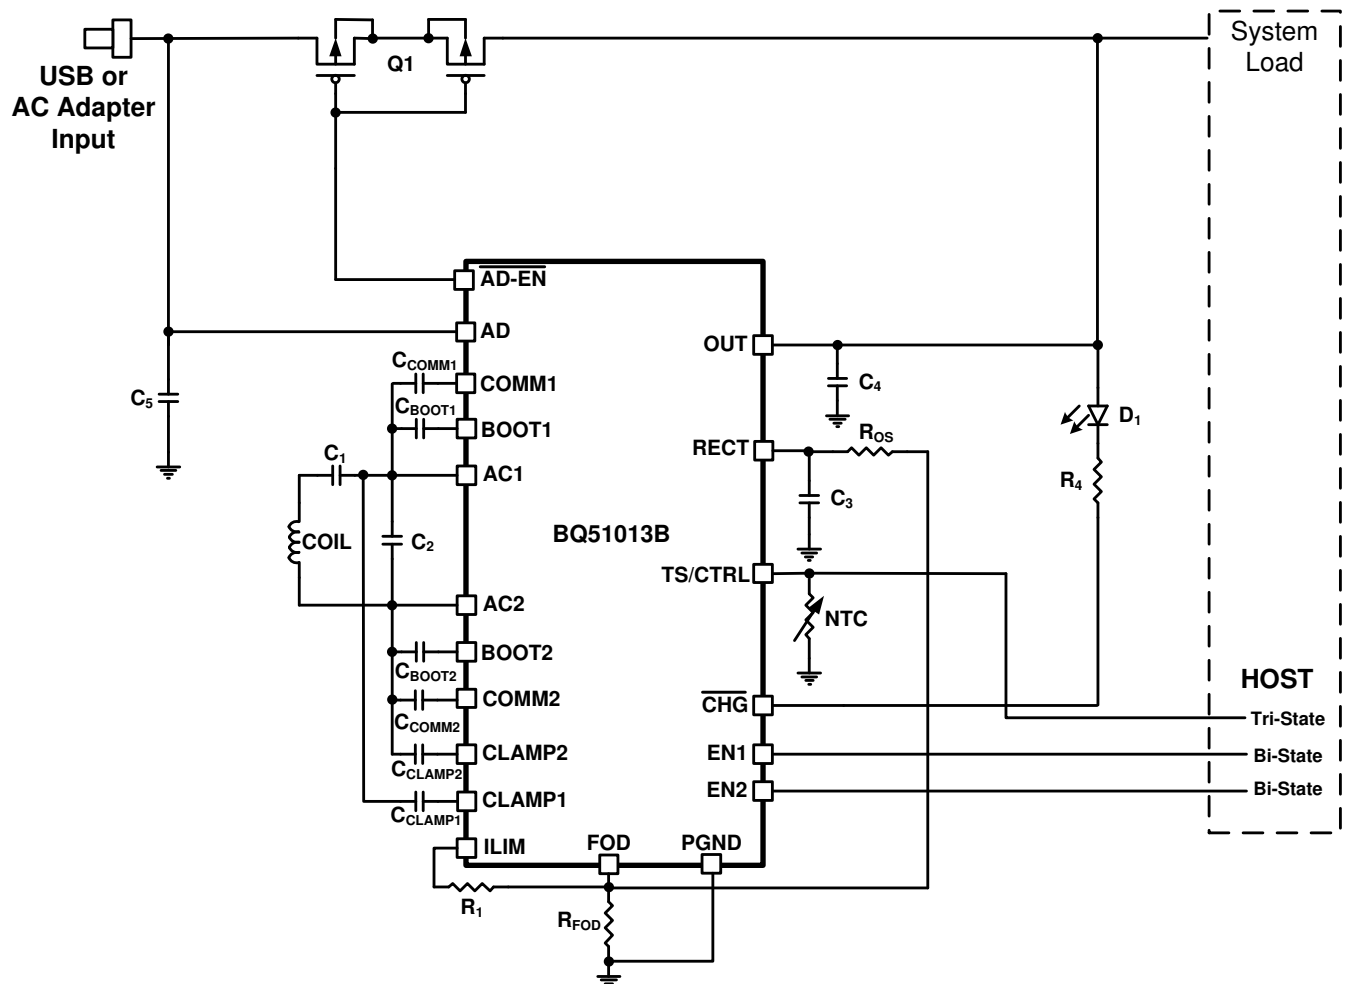 System
Load
Q1
USB or
AC Adapter
Input
AD-EN
AD
OUT
CCOMM1
COMM1
C4
C5
CBOOT1
BOOT1
D1
ROS
RECT
C1
AC1
R4
C3
COIL
C2
BQ51013B
TS/CTRL
AC2
NTC
BOOT2
CBOOT2
HOST
COMM2
CHG
Tri-State
CCOMM2
CLAMP2
EN1
Bi-State
CCLAMP2
EN2
Bi-State
CLAMP1
CCLAMP1
ILIM
FOD
PGND
R1
RFOD